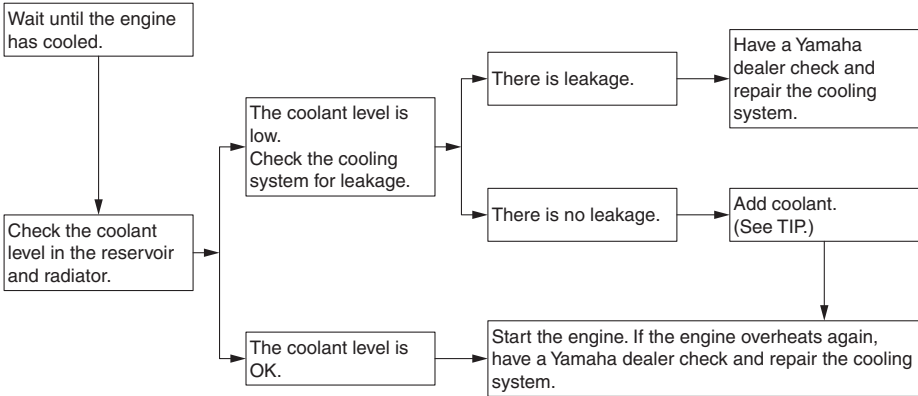 Wait until the engine
has cooled.
Check the coolant
level in the reservoir
and radiator.
The coolant level is
low.
Check the cooling
system for leakage.
There is leakage.
Have a Yamaha
dealer check and
repair the cooling
system.
There is no leakage.
Add coolant.
(See TIP.)
The coolant level is
OK.
Start the engine. If the engine overheats again,
have a Yamaha dealer check and repair the cooling
system.